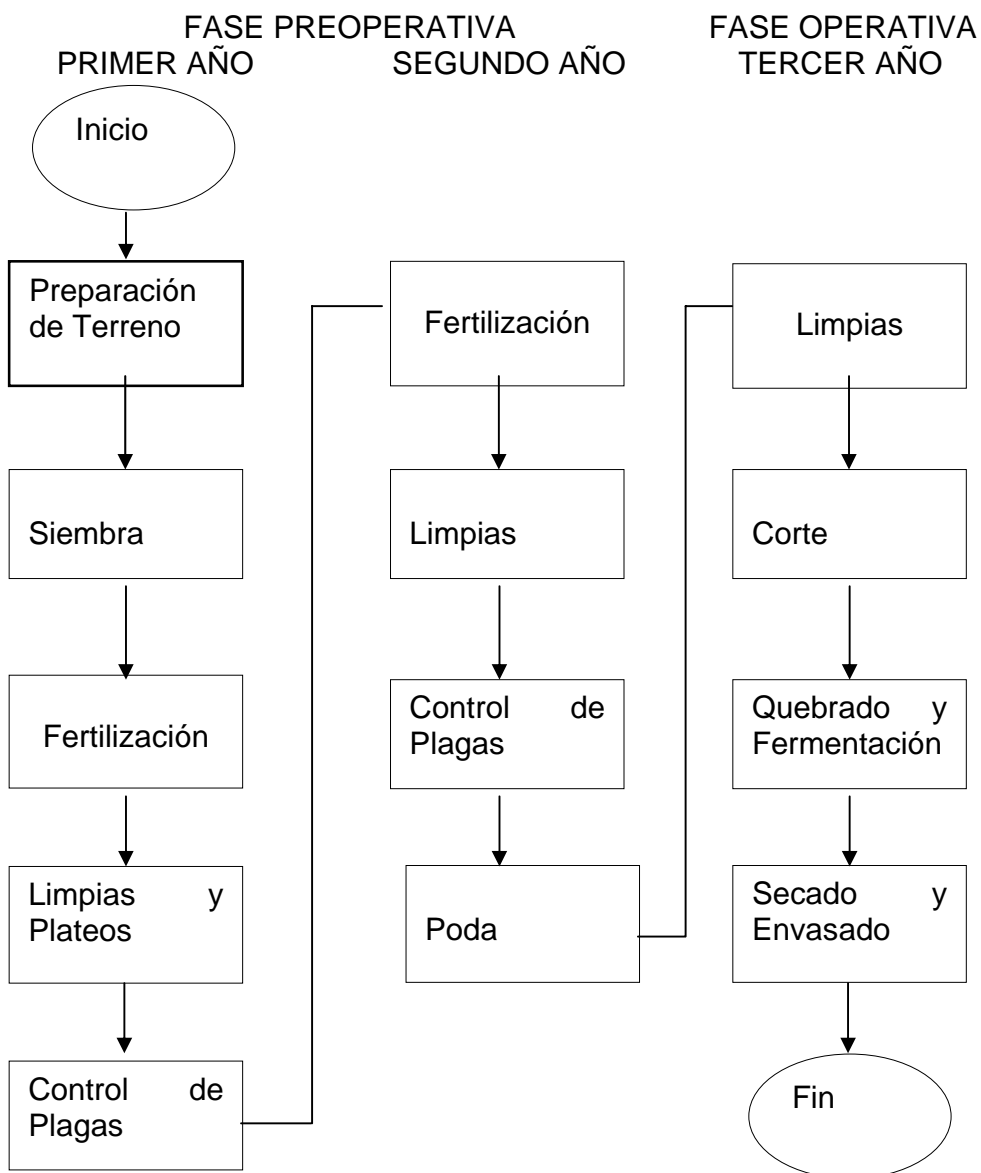 FASE PREOPERATIVA
PRIMER AÑO
Inicio
Preparación
de Terreno
Siembra
Fertilización
Limpias y
Plateos
Control de
Plagas
SEGUNDO AÑO
Fertilización
Limpias
Control de
Plagas
Poda
FASE OPERATIVA
TERCER AÑO
Limpias
Corte
Quebrado y
Fermentación
Secado y
Envasado
Fin